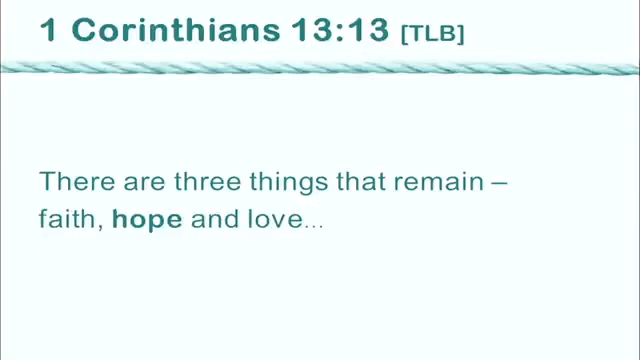 1 Corinthians 13:13 [TLB]
There are three things that remain –
faith, hope and love...